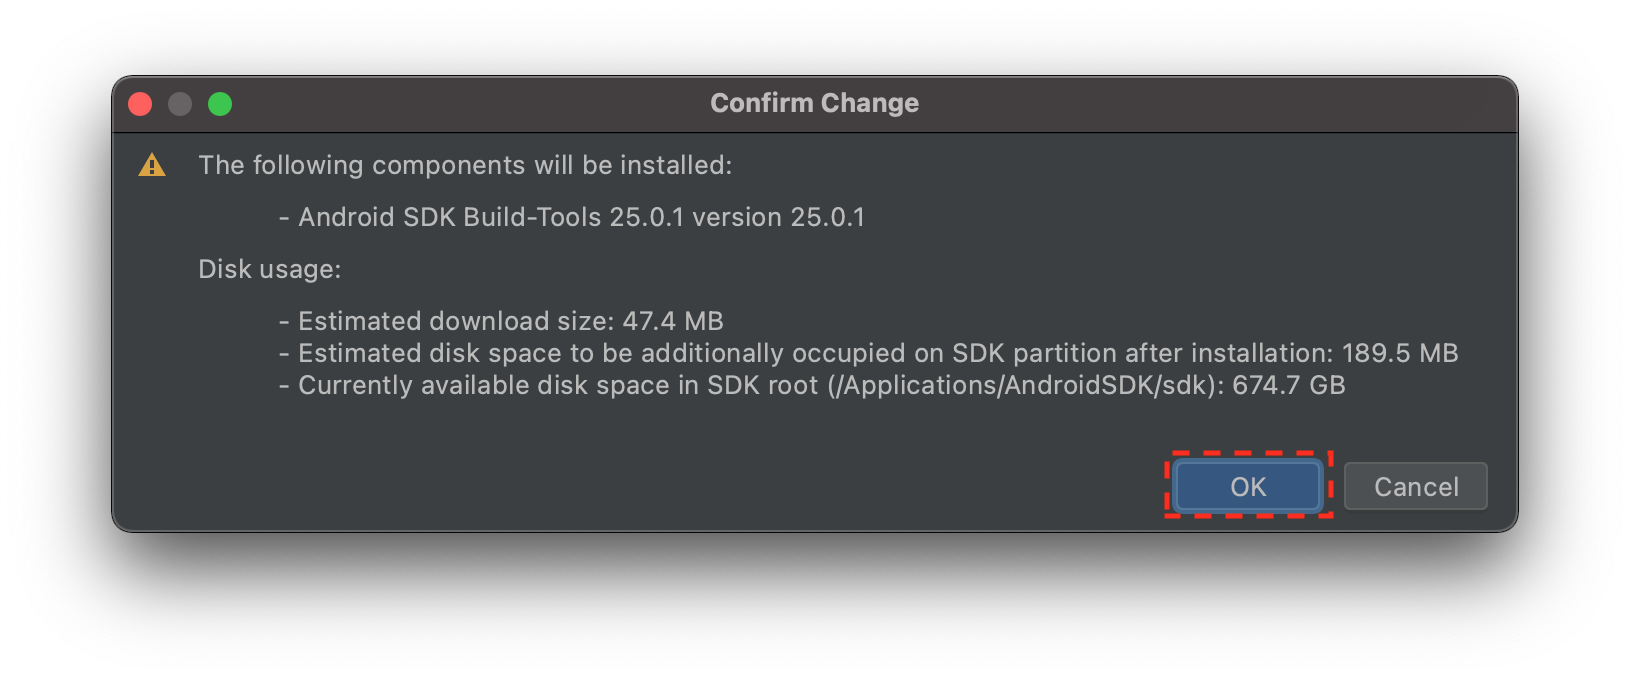 Confirm Change
The following components will be installed:
- Android SDK Build-Tools 25.0.1 version 25.0.1
Disk usage:
- Estimated download size: 47.4 MB
- Estimated disk space to be additionally occupied on SDK partition after installation: 189.5 MB
- Currently available disk space in SDK root (/Applications/AndroidSDK/sdk): 674.7 GB
OK
Cancel